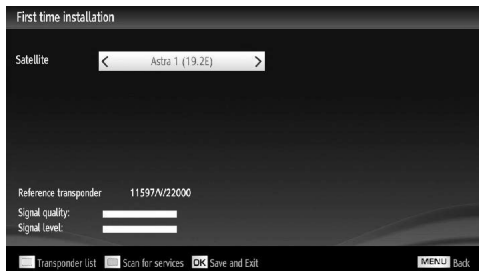 First time installation
Satellite < Astra 1 (19.2E) >
Reference transponder 11597/V/22000
Signal quality:
Signal level:
Transponder list Scan for services OK Save and Exit MENU Back